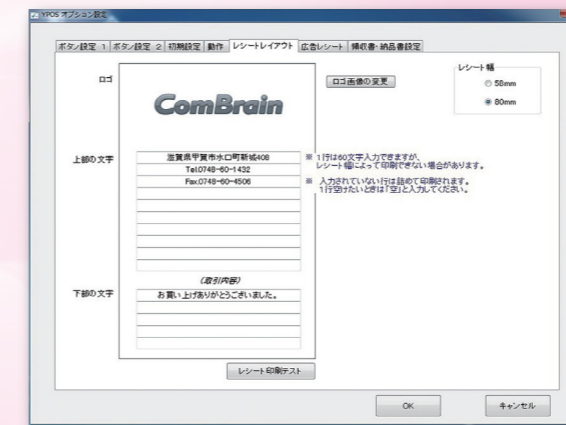 YPOS オプション設定
ボタン設定 1 ボタン設定 2 初期設定 動作 レシートレイアウト 広告レシート 領収書・納品書設定
ロゴ
ComBrain
ロゴ画像の変更
レシート幅
58mm
80mm
上部の文字
滋賀県甲賀市水口町新城408
Tel.0748-60-1432
Fax.0748-60-4506
※ 1行は60文字入力できますが、
レシート幅によって印刷できない場合があります。
※ 入力されていない行は詰めて印刷されます。
1行空けたいときは「空」と入力してください。
(取引内容)
下部の文字
お買い上げありがとうございました。
レシート印刷テスト
OK
キャンセル